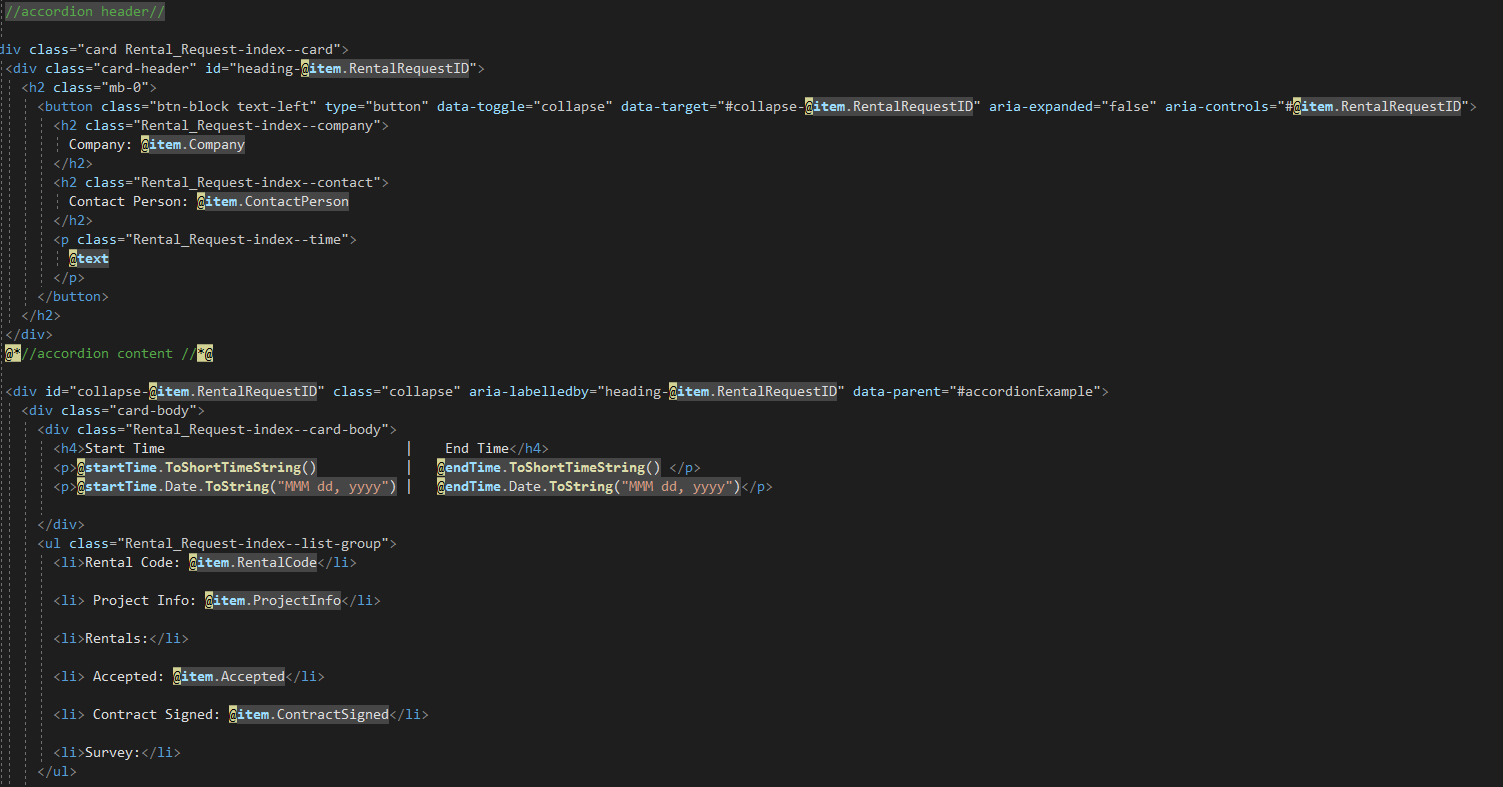 //accordion header//
div class="card Rental_Request-index--card">
<div class="card-header" id="heading-@item.RentalRequestID">
<h2 class="mb-0">
<button class="btn-block text-left" type="button" data-toggle="collapse" data-target="#collapse-@item.RentalRequestID" aria-expanded="false" aria-controls="#@item.RentalRequestID">
<h2 class="Rental_Request-index--company">
Company: @item.Company
</h2>
<h2 class="Rental_Request-index--contact">
Contact Person: @item.ContactPerson
</h2>
<p class="Rental_Request-index--time">
@text
</p>
</button>
</h2>
</div>
@*//accordion content //*@
<div id="collapse-@item.RentalRequestID" class="collapse" aria-labelledby="heading-@item.RentalRequestID" data-parent="#accordionExample">
<div class="card-body">
<div class="Rental_Request-index--card-body">
<h4>Start Time | End Time</h4>
<p>@startTime.ToShortTimeString() | @endTime.ToShortTimeString() </p>
<p>@startTime.Date.ToString("MMM dd, yyyy") | @endTime.Date.ToString("MMM dd, yyyy")</p>
</div>
<ul class="Rental_Request-index--list-group">
<li>Rental Code: @item.RentalCode</li>
<li> Project Info: @item.ProjectInfo</li>
<li>Rentals:</li>
<li> Accepted: @item.Accepted</li>
<li> Contract Signed: @item.ContractSigned</li>
<li>Survey:</li>
</ul>